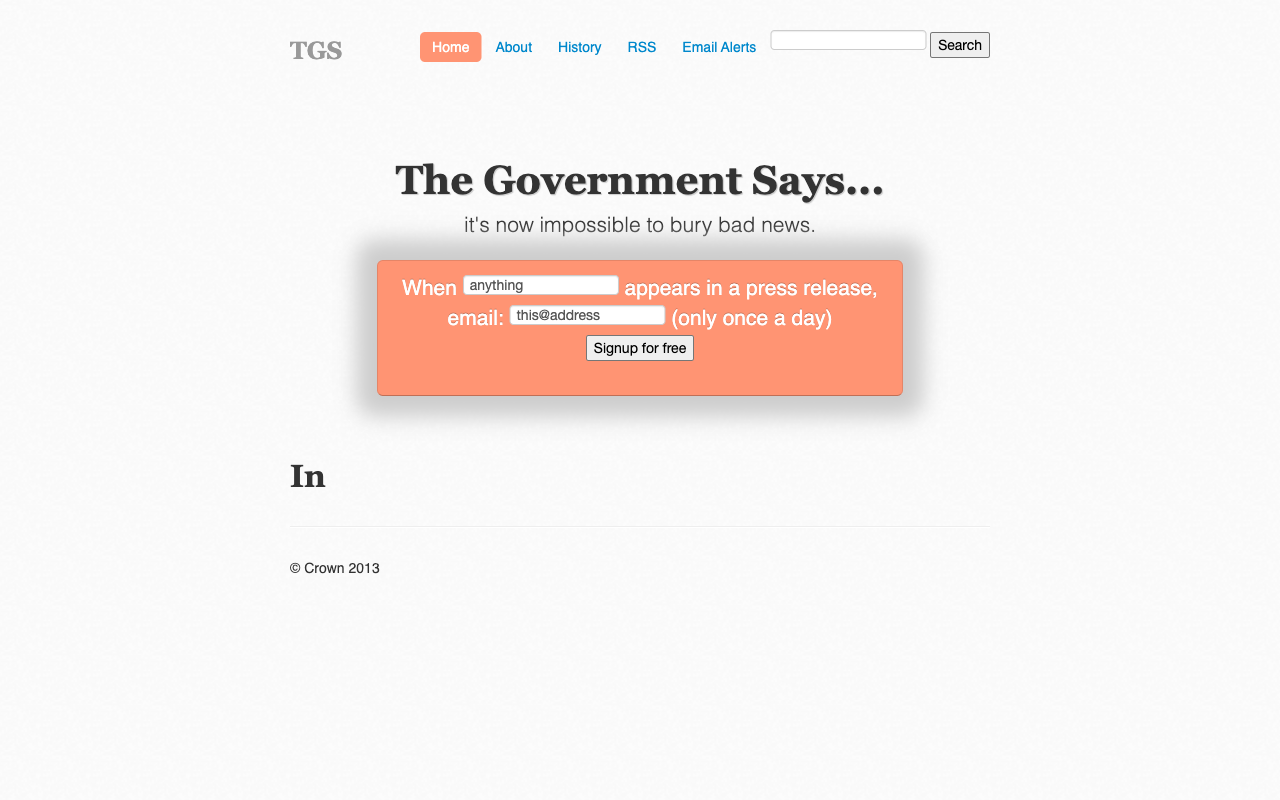 TGS
Home About History RSS Email Alerts Search
The Government Says...
it's now impossible to bury bad news.
When anything appears in a press release,
email: this@address (only once a day)
Signup for free
In
© Crown 2013